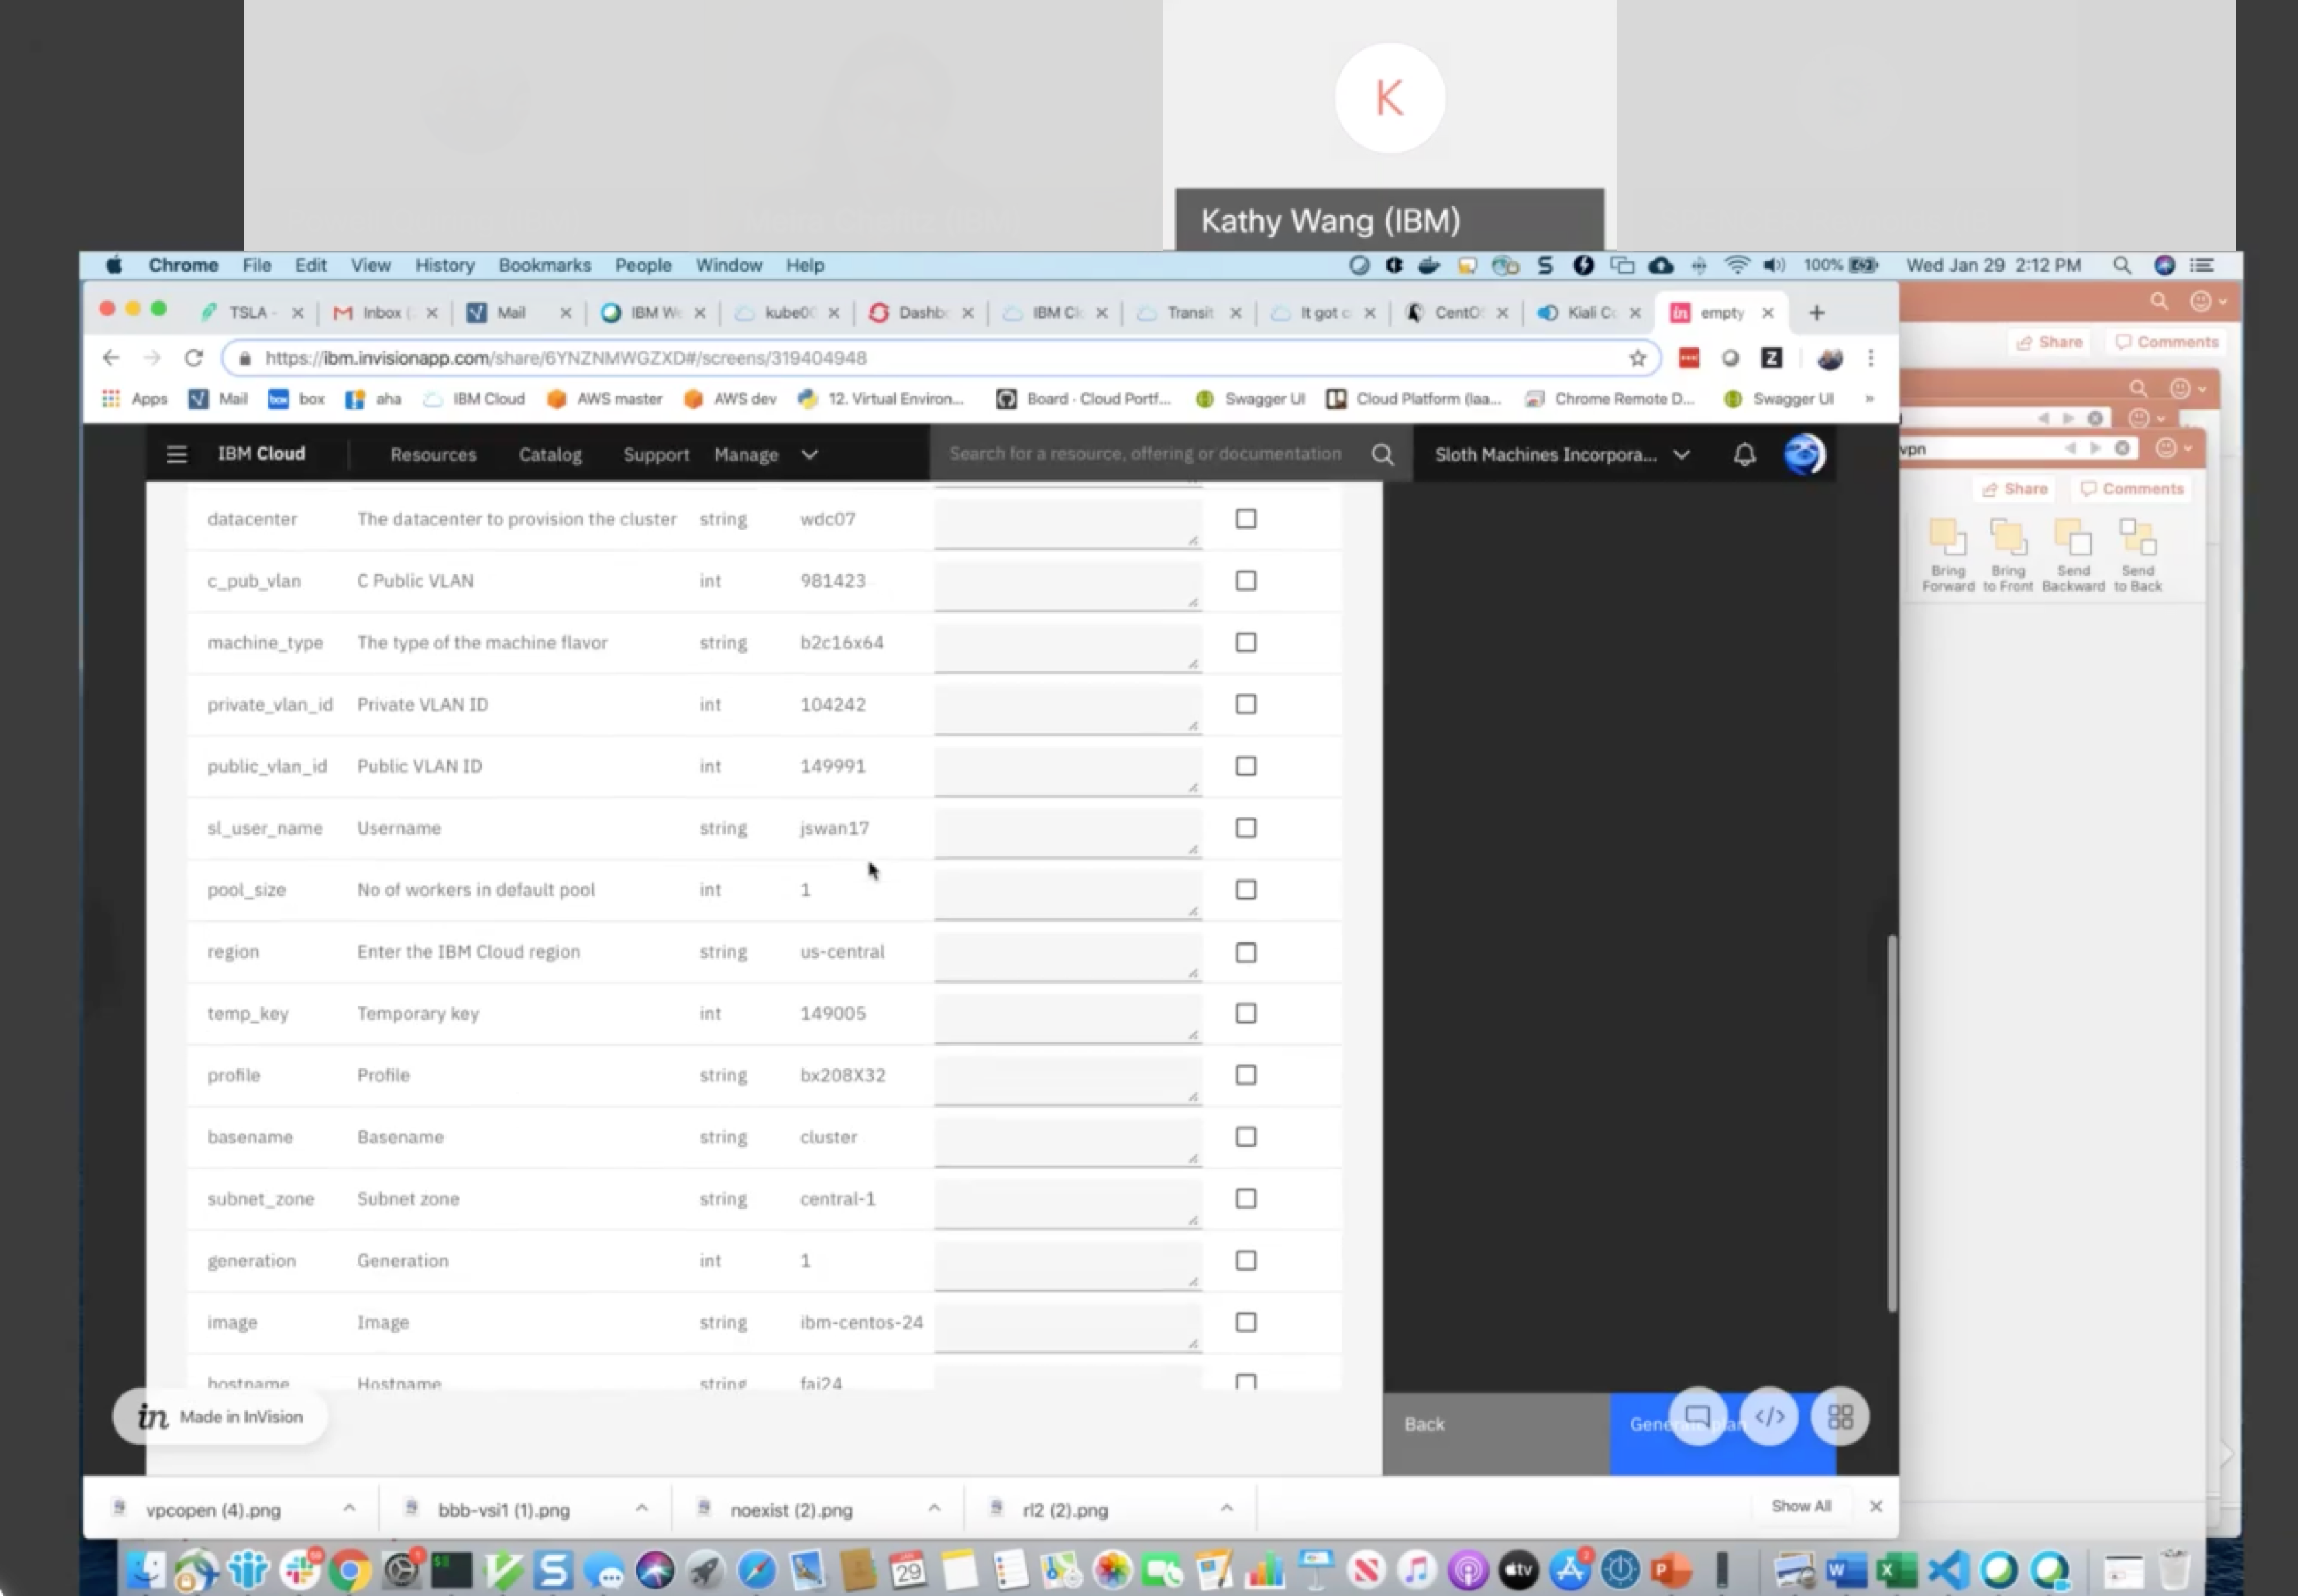 K
Kathy Wang (IBM)
Chrome File Edit View History Bookmarks People Window Help 100% Wed Jan 29 2:12 PM
TSLA - Inbox ( Mail IBM We kube00 Dashb IBM Cl Transit It got c CentO Kiali Co empty
https://ibm.invisionapp.com/share/6YNZNMWGZXD#/screens/319404948
Share Comments
Apps Mail box aha IBM Cloud AWS master AWS dev 12. Virtual Environ... Board · Cloud Portf... Swagger UI Cloud Platform (Iaa... Chrome Remote D... Swagger UI »
IBM Cloud Resources Catalog Support Manage Search for a resource, offering or documentation Sloth Machines Incorpora...
vpn
Share Comments
Bring Forward Bring to Front Send Backward Send to Back
datacenter The datacenter to provision the cluster string wdc07
c_pub_vlan C Public VLAN int 981423
machine_type The type of the machine flavor string b2c16x64
private_vlan_id Private VLAN ID int 104242
public_vlan_id Public VLAN ID int 149991
sl_user_name Username string jswan17
pool_size No of workers in default pool int 1
region Enter the IBM Cloud region string us-central
temp_key Temporary key int 149005
profile Profile string bx208X32
basename Basename string cluster
subnet_zone Subnet zone string central-1
generation Generation int 1
image Image string ibm-centos-24
hostname Hostname string fai24
in Made in InVision
Back Generate plan
vpcopen (4).png bbb-vsi1 (1).png noexist (2).png rl2 (2).png Show All
JAN 29 tv